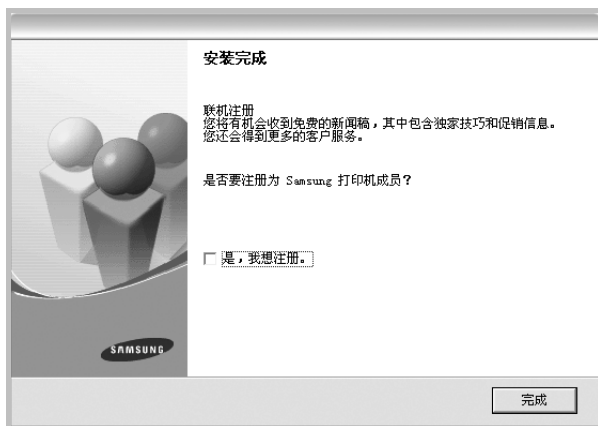 安装完成
联机注册
您将有机会收到免费的新闻稿，其中包含独家技巧和促销信息。
您还会得到更多的客户服务。
是否要注册为 Samsung 打印机成员？
是，我想注册。
SAMSUNG
完成